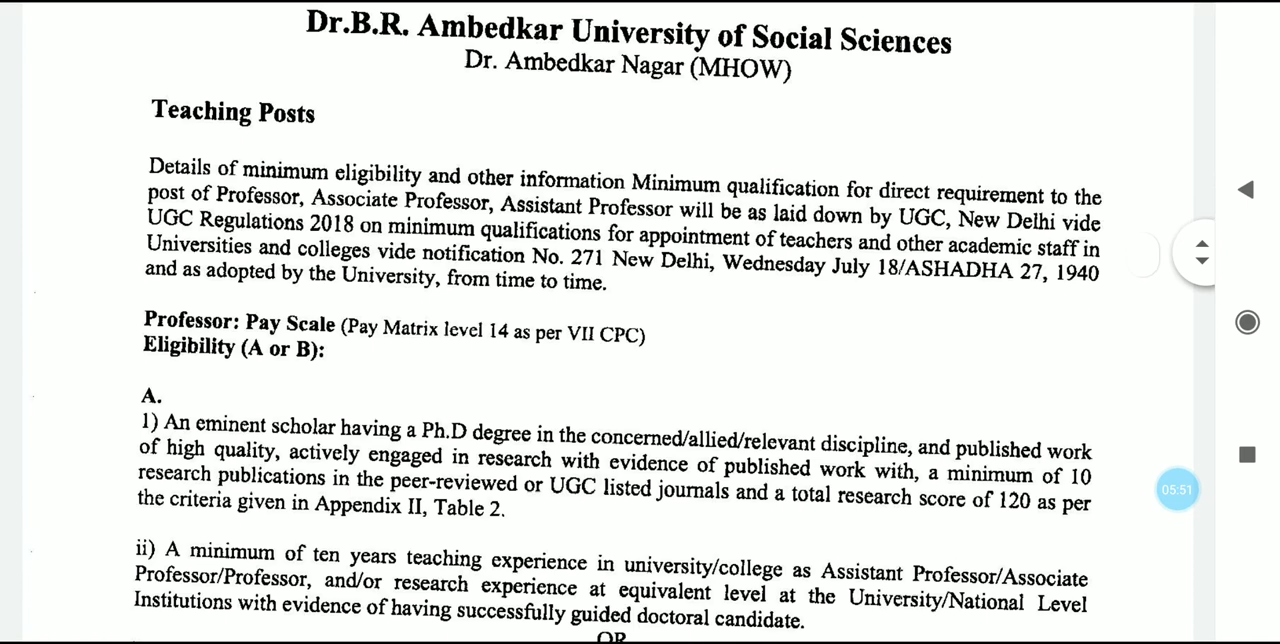 Dr.B.R. Ambedkar University of Social Sciences
Dr. Ambedkar Nagar (MHOW)
Teaching Posts
Details of minimum eligibility and other information Minimum qualification for direct requirement to the
post of Professor, Associate Professor, Assistant Professor will be as laid down by UGC, New Delhi vide
UGC Regulations 2018 on minimum qualifications for appointment of teachers and other academic staff in
Universities and colleges vide notification No. 271 New Delhi, Wednesday July 18/ASHADHA 27, 1940
and as adopted by the University, from time to time.
Professor: Pay Scale (Pay Matrix level 14 as per VII CPC)
Eligibility (A or B):
A.
1) An eminent scholar having a Ph.D degree in the concerned/allied/relevant discipline, and published work
of high quality, actively engaged in research with evidence of published work with, a minimum of 10
research publications in the peer-reviewed or UGC listed journals and a total research score of 120 as per
the criteria given in Appendix II, Table 2.
05:51
ii) A minimum of ten years teaching experience in university/college as Assistant Professor/Associate
Professor/Professor, and/or research experience at equivalent level at the University/National Level
Institutions with evidence of having successfully guided doctoral candidate.
OR